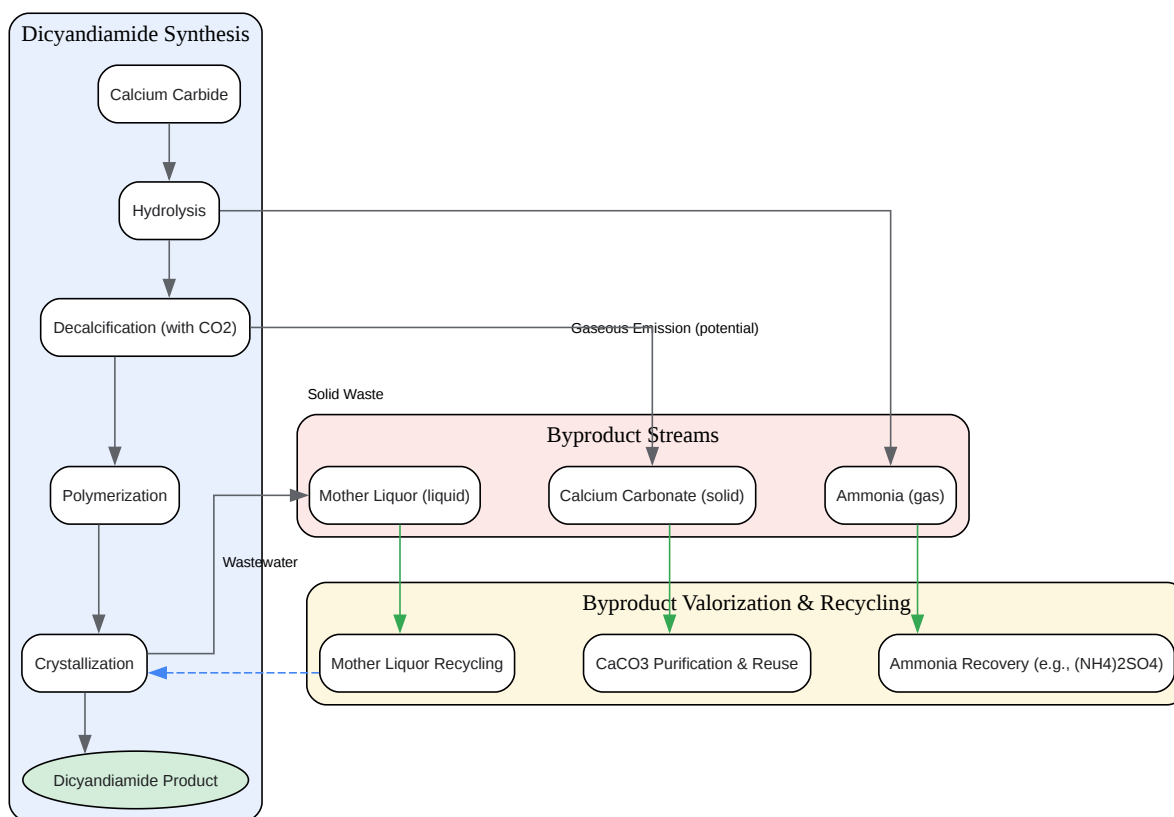 Dicyandiamide Synthesis
Calcium Carbide
Hydrolysis
Decalcification (with CO2)
Gaseous Emission (potential)
Solid Waste
Byproduct Streams
Polymerization
Mother Liquor (liquid)
Calcium Carbonate (solid)
Ammonia (gas)
Wastewater
Byproduct Valorization & Recycling
Crystallization
Mother Liquor Recycling
CaCO3 Purification & Reuse
Ammonia Recovery (e.g., (NH4)2SO4)
Dicyandiamide Product